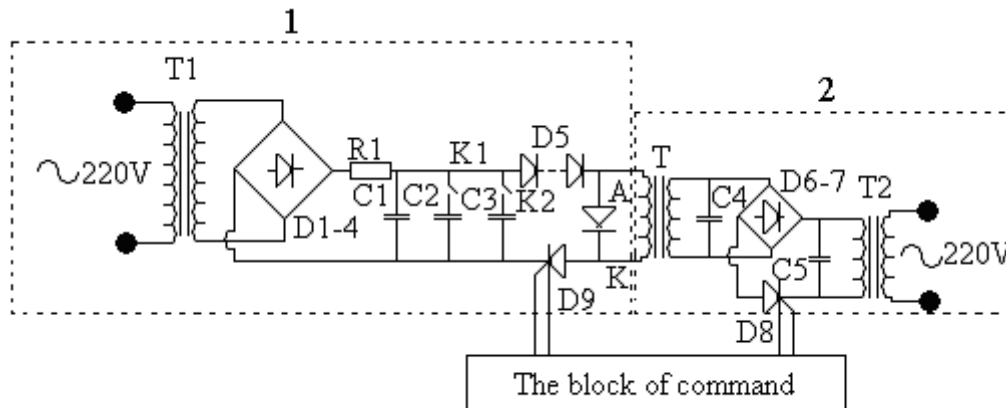 1
2
T1
220V
D1-4
R1
C1
C2
K1
C3
K2
D5
A
K
D9
T
C4
D6-7
T2
C5
D8
220V
The block of command